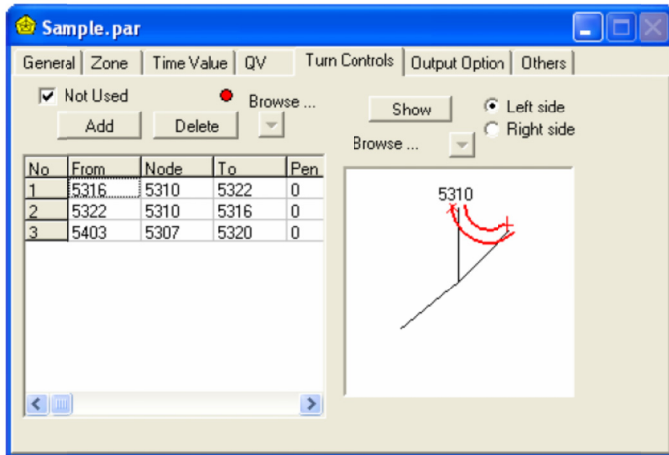 Sample.par
General Zone Time Value QV Turn Controls Output Option Others
Not Used Browse ...
Add Delete
Show Left side
Right side
Browse ...
No From Node To Pen
1 5316 5310 5322 0
2 5322 5310 5316 0
3 5403 5307 5320 0
5310